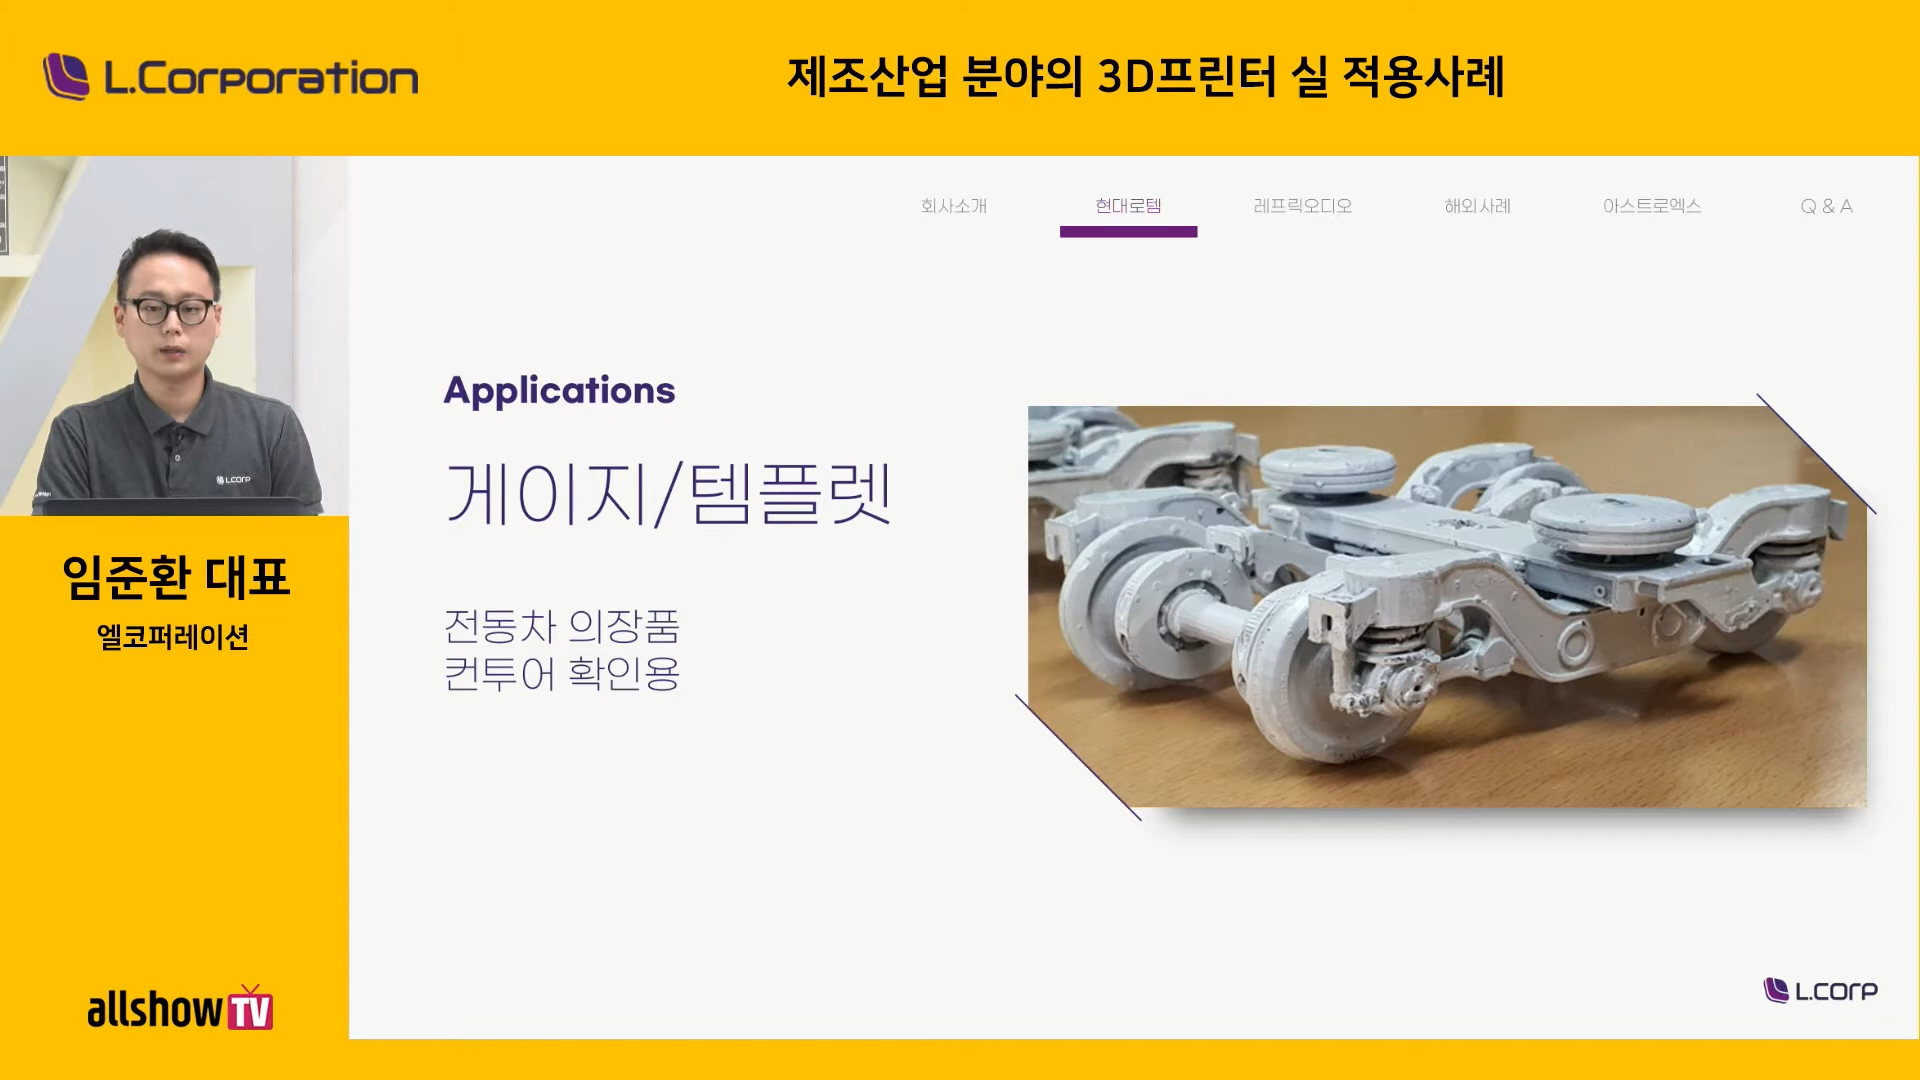 L.Corporation
제조산업 분야의 3D프린터 실 적용사례
회사소개 현대로템 레프릭오디오 해외사례 아스트로엑스 Q & A
Applications
게이지/템플렛
전동차 의장품
컨투어 확인용
L.CORP
임준환 대표
엘코퍼레이션
allshow TV
L.CORP